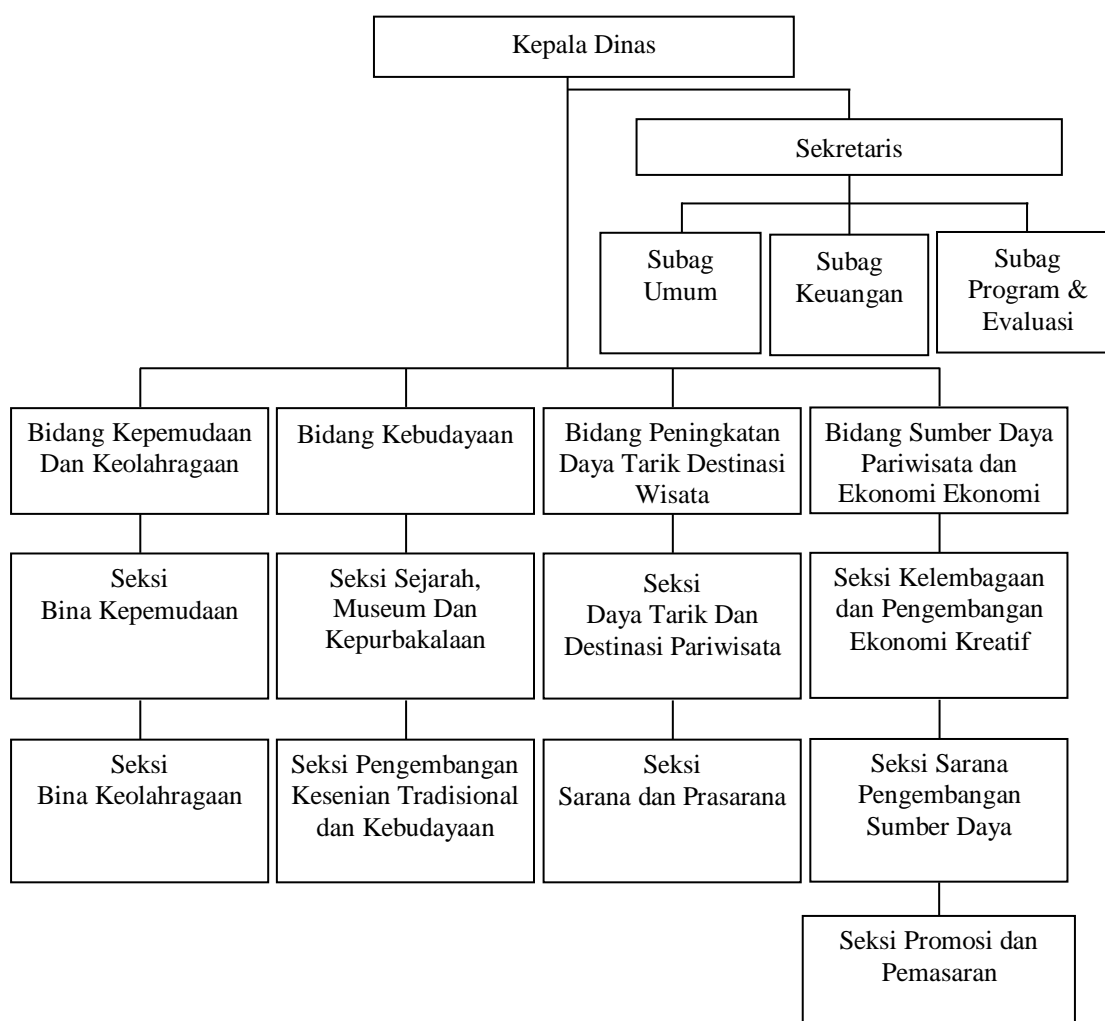 Kepala Dinas
Sekretaris
Subag
Umum
Subag
Keuangan
Subag
Program &
Evaluasi
Bidang Kepemudaan
Dan Keolahragaan
Bidang Kebudayaan
Bidang Peningkatan
Daya Tarik Destinasi
Wisata
Bidang Sumber Daya
Pariwisata dan
Ekonomi Ekonomi
Seksi
Bina Kepemudaan
Seksi Sejarah,
Museum Dan
Kepurbakalaan
Seksi
Daya Tarik Dan
Destinasi Pariwisata
Seksi Kelembagaan
dan Pengembangan
Ekonomi Kreatif
Seksi
Bina Keolahragaan
Seksi Pengembangan
Kesenian Tradisional
dan Kebudayaan
Seksi
Sarana dan Prasarana
Seksi Sarana
Pengembangan
Sumber Daya
Seksi Promosi dan
Pemasaran